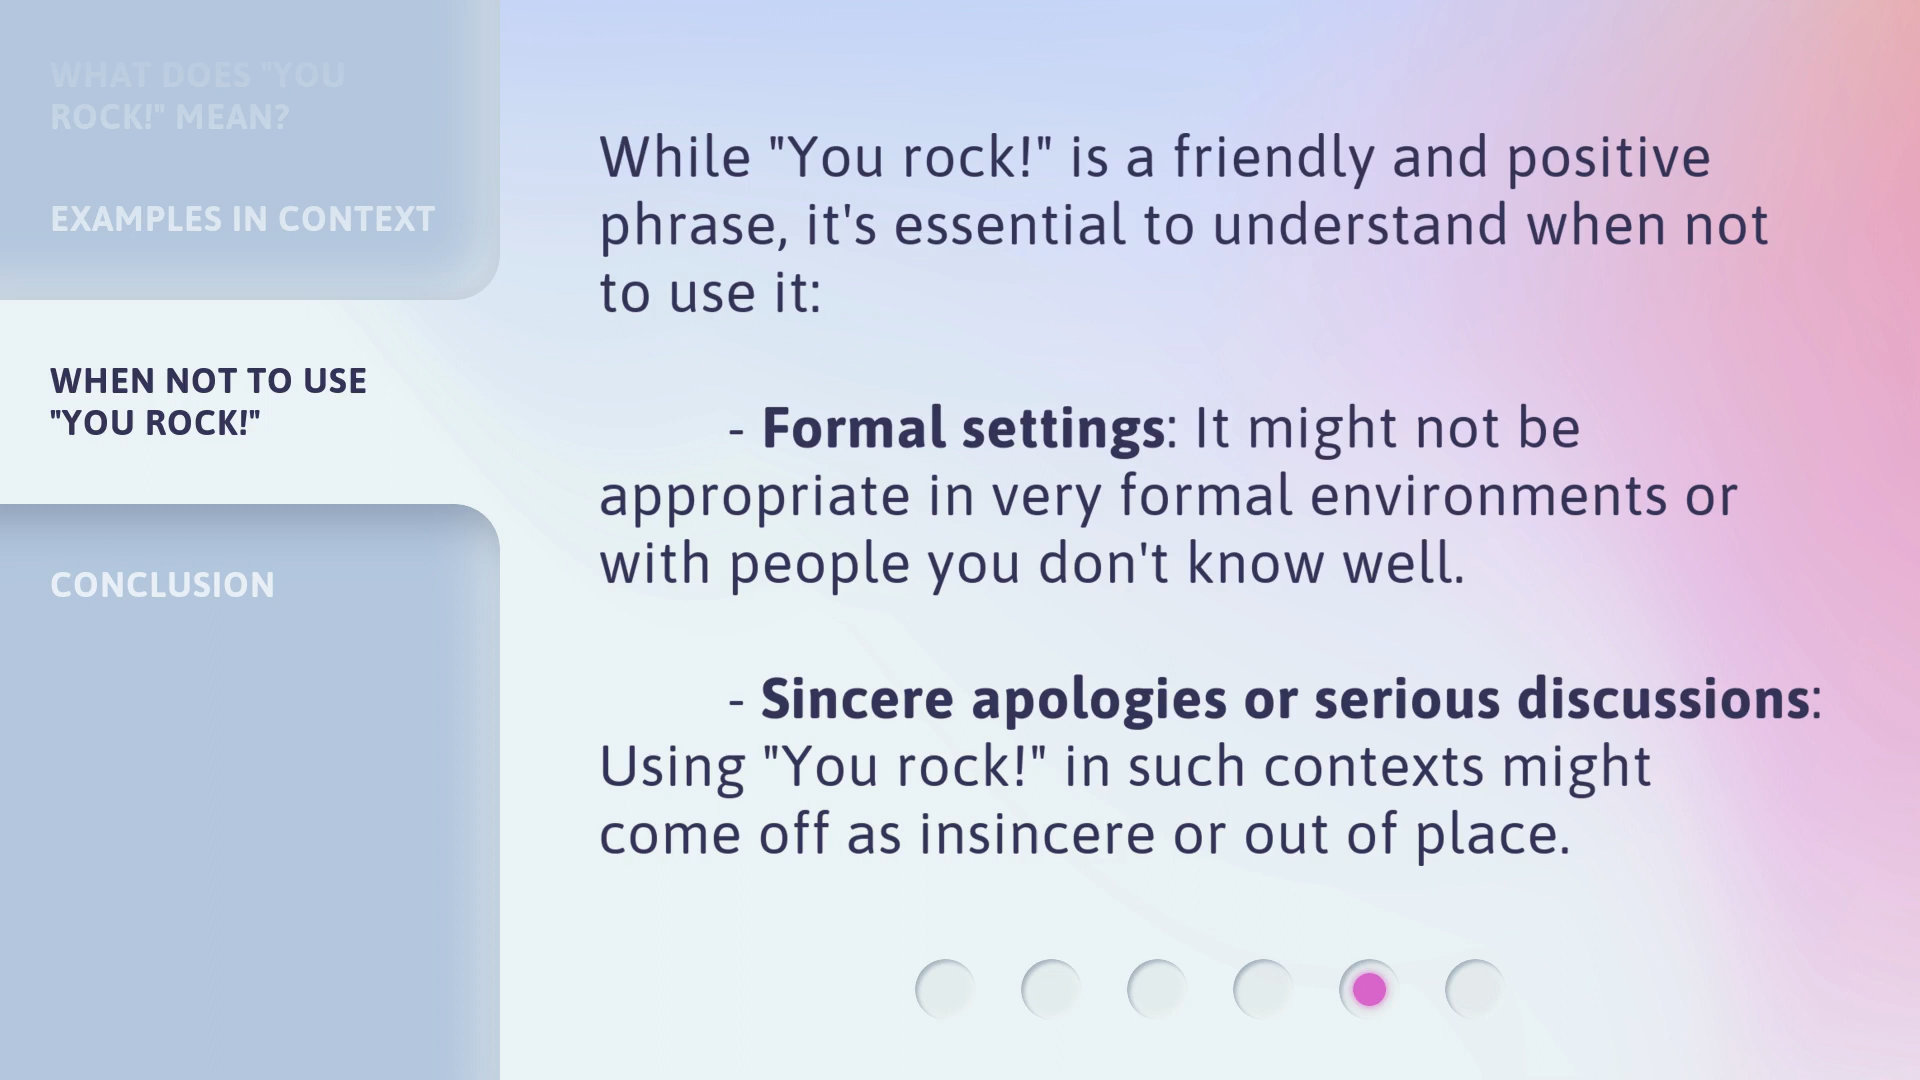 WHAT DOES "YOU
ROCK!" MEAN?
EXAMPLES IN CONTEXT
WHEN NOT TO USE
"YOU ROCK!"
CONCLUSION
While "You rock!" is a friendly and positive
phrase, it's essential to understand when not
to use it:
- Formal settings: It might not be
appropriate in very formal environments or
with people you don't know well.
- Sincere apologies or serious discussions:
Using "You rock!" in such contexts might
come off as insincere or out of place.